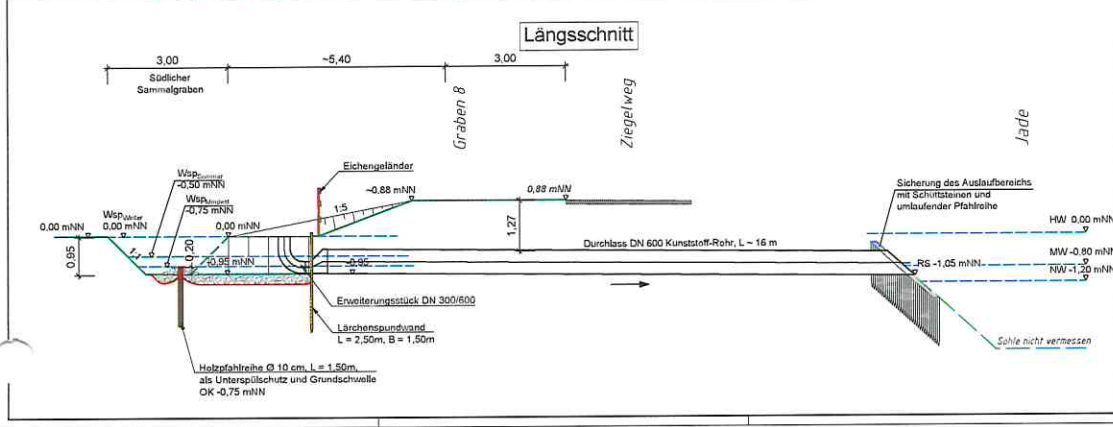 Längsschnitt
3,00
~5,40
3,00
Südlicher
Sammelgraben
Graben 8
Ziegelweg
Jade
Eichengeländer
Wsp Sommer
-0,50 mNN
Wsp
-0,75 mNN
Wsp Winter
0,00 mNN
0,00 mNN
0,00 mNN
~0,88 mNN
0,88 mNN
1:5
1:1
0,20
0,95
-0,95 mNN
-0,95
1,27
Durchlass DN 600 Kunststoff-Rohr, L ~ 16 m
Sicherung des Auslaufbereichs
mit Schüttsteinen und
umlaufender Pfahlreihe
HW 0,00 mNN
MW -0,80 mNN
RS -1,05 mNN
NW -1,20 mNN
Erweiterungsstück DN 300/600
Lärchenspundwand
L = 2,50m, B = 1,50m
Holzpfahlreihe Ø 10 cm, L = 1,50m,
als Unterspülschutz und Grundschwelle
OK -0,75 mNN
Sohle nicht vermessen